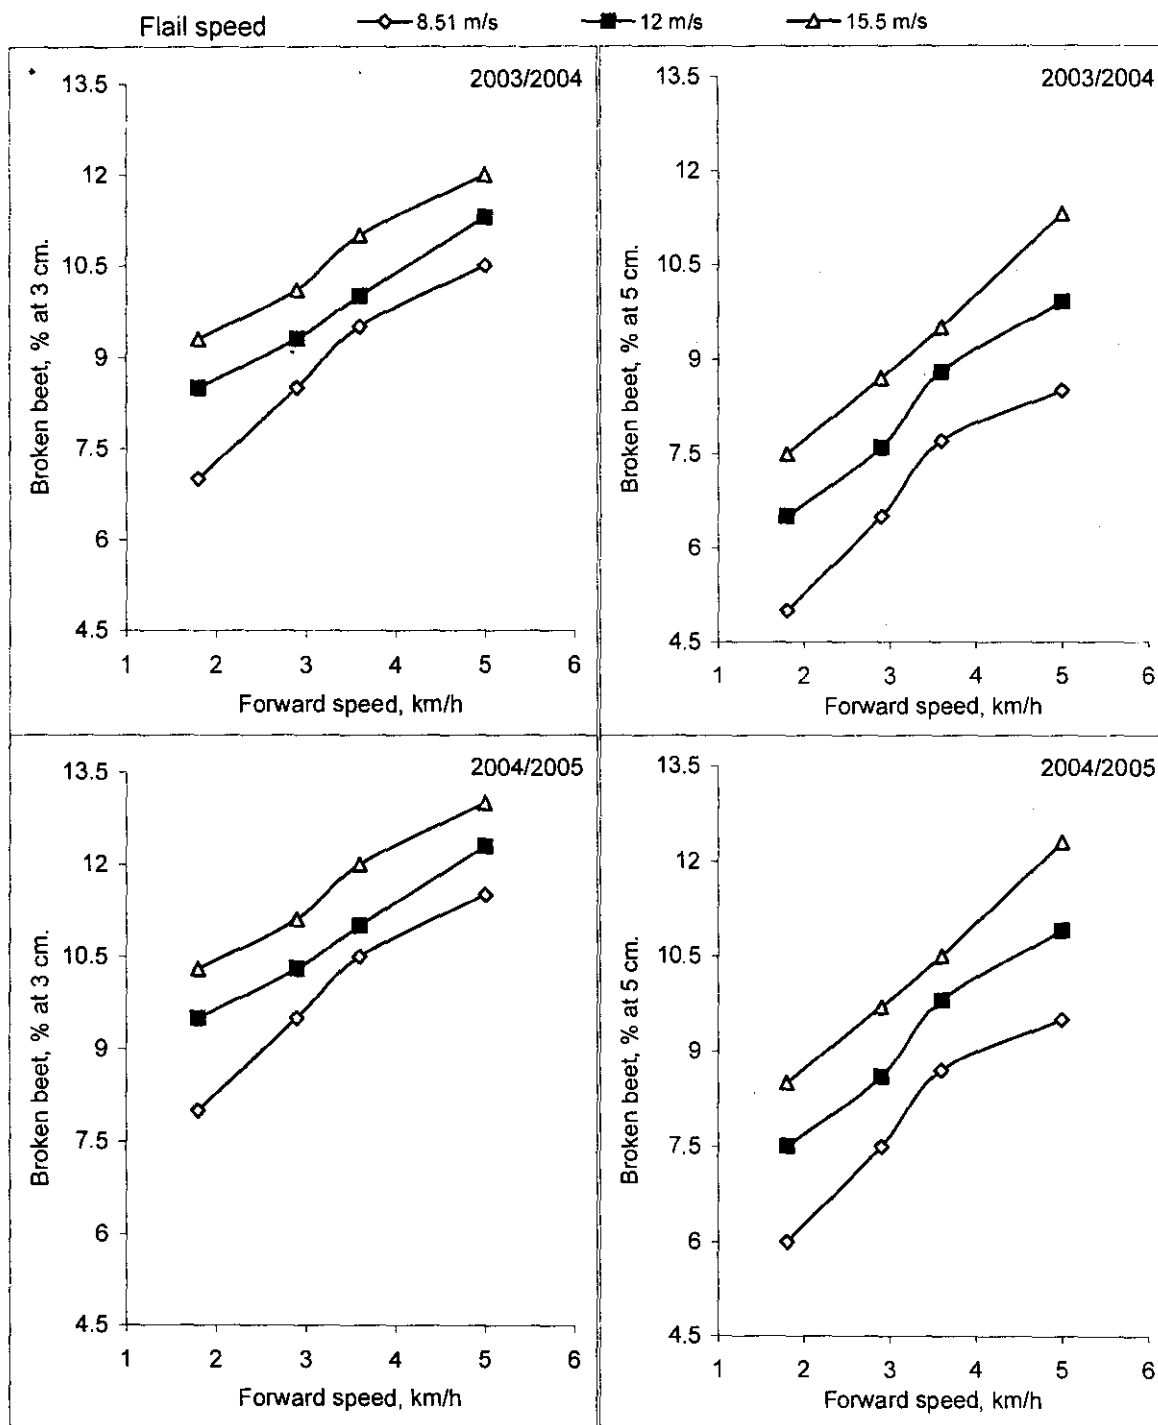 Flail speed 8.51 m/s 12 m/s 15.5 m/s
2003/2004
13.5
12
10.5
9
7.5
6
4.5
Broken beet, % at 3 cm.
1 2 3 4 5 6
Forward speed, km/h
2003/2004
13.5
12
10.5
9
7.5
6
4.5
Broken beet, % at 5 cm.
1 2 3 4 5 6
Forward speed, km/h
2004/2005
13.5
12
10.5
9
7.5
6
4.5
Broken beet, % at 3 cm.
1 2 3 4 5 6
Forward speed, km/h
2004/2005
13.5
12
10.5
9
7.5
6
4.5
Broken beet, % at 5 cm.
1 2 3 4 5 6
Forward speed, km/h